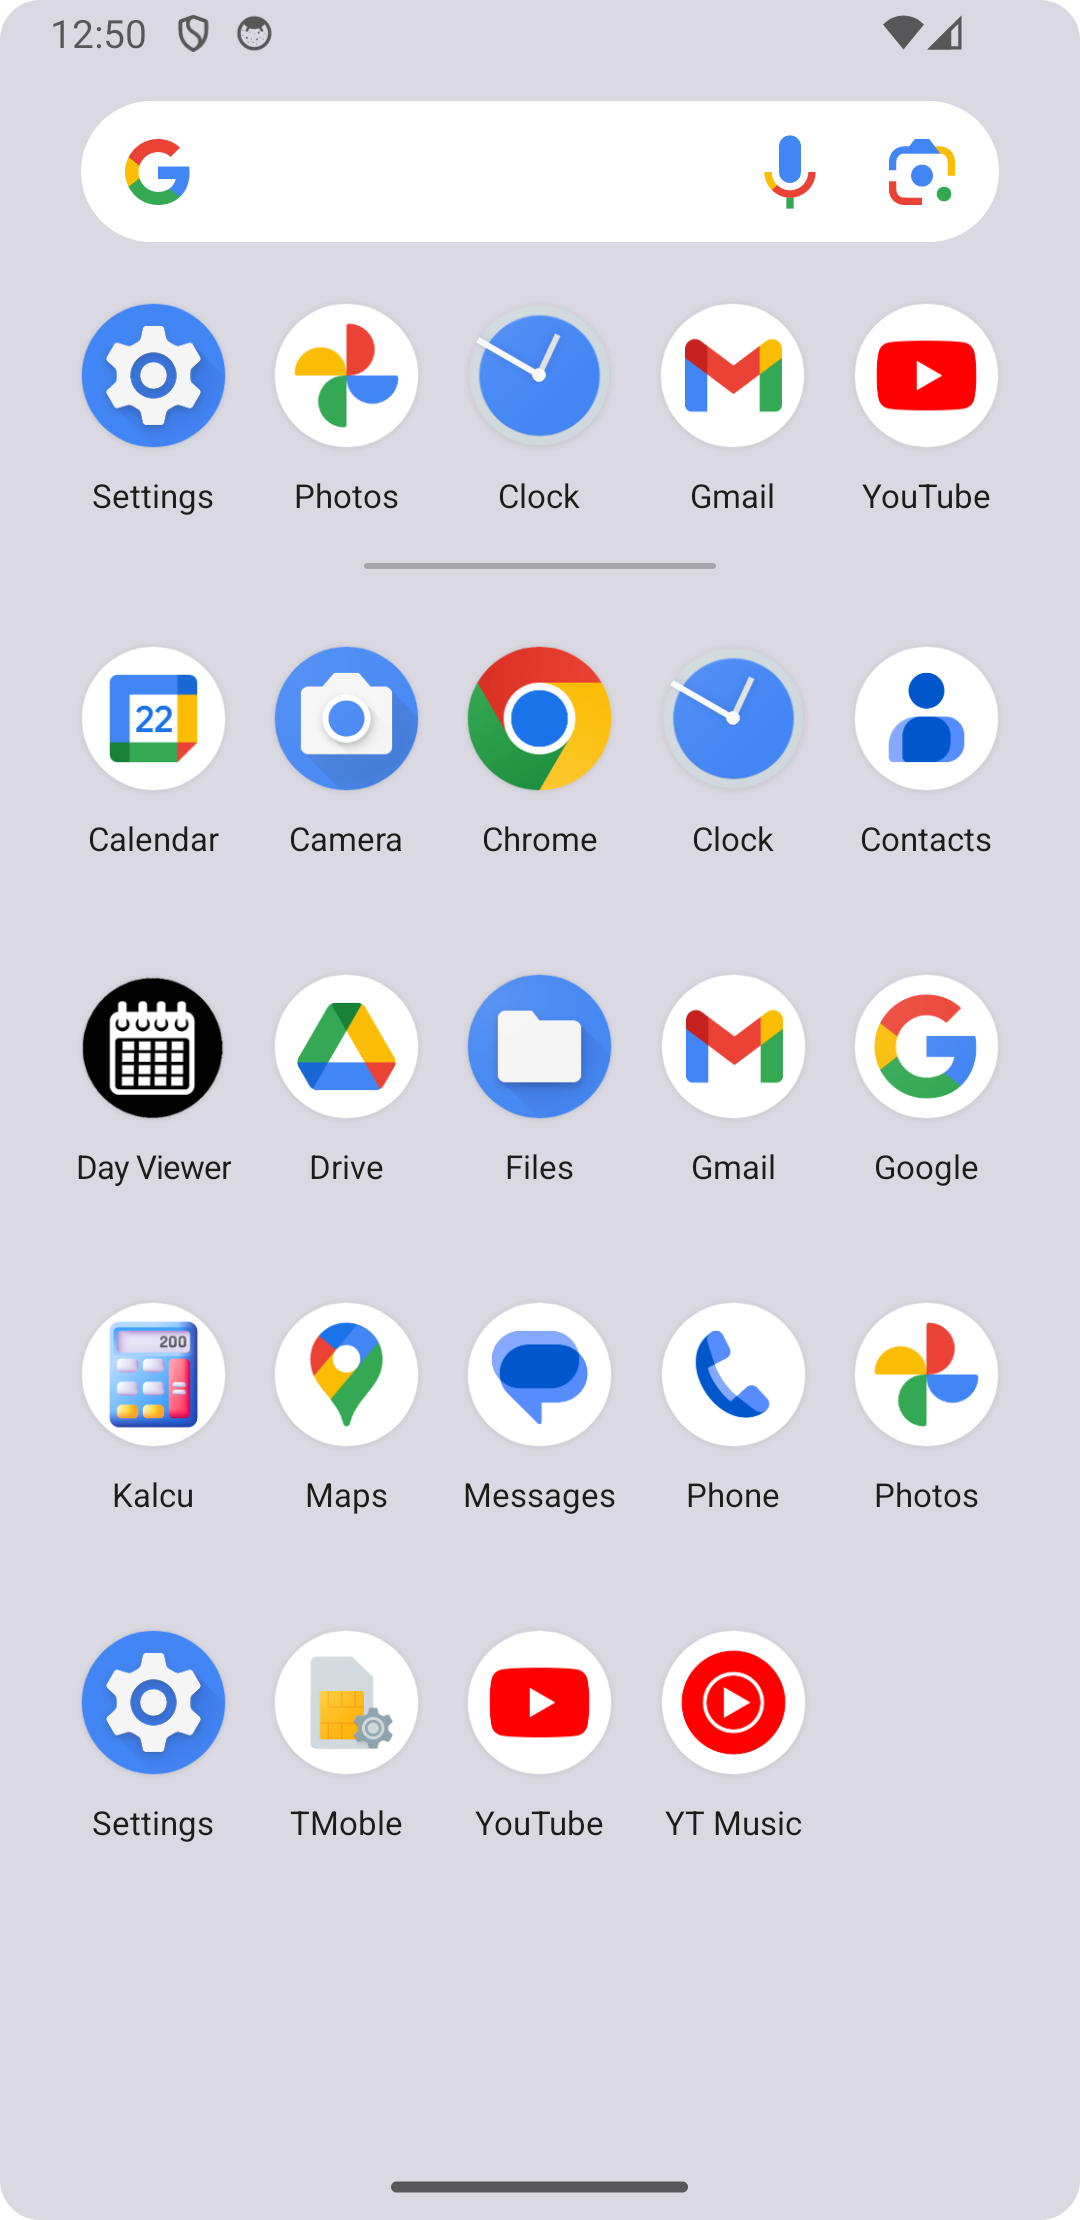 12:50
Settings Photos Clock Gmail YouTube
22
Calendar Camera Chrome Clock Contacts
Day Viewer Drive Files Gmail Google
200
Kalcu Maps Messages Phone Photos
Settings TMoble YouTube YT Music